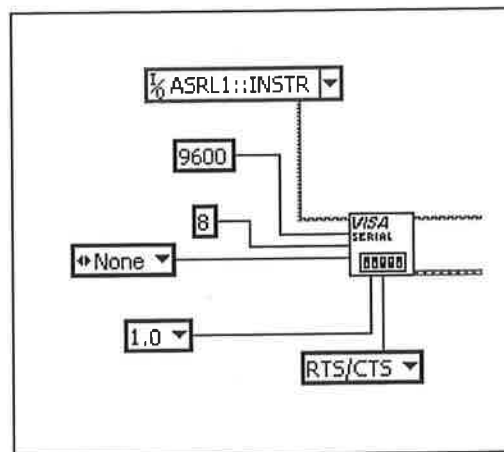 I/O ASRL1::INSTR
9600
8
VISA
SERIAL
None
1.0
RTS/CTS